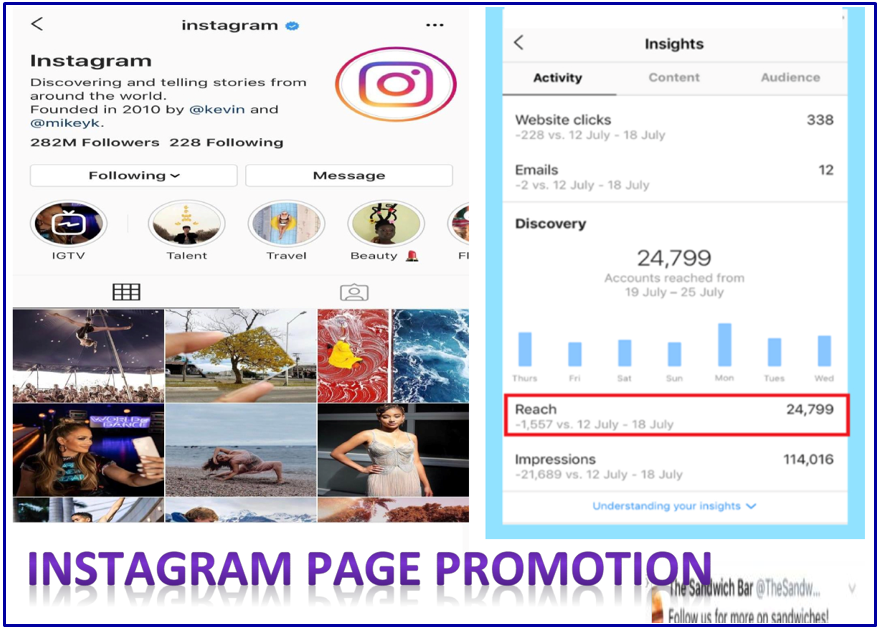 instagram
...
Instagram
Discovering and telling stories from
around the world.
Founded in 2010 by @kevin and
@mikeyk.
282M Followers 228 Following
Following
Message
IGTV
Talent
Travel
Beauty
WORLD OF
DANCE
Insights
Activity Content Audience
Website clicks 338
-228 vs. 12 July - 18 July
Emails 12
-2 vs. 12 July - 18 July
Discovery
24,799
Accounts reached from
19 July – 25 July
Thurs Fri Sat Sun Mon Tues Wed
Reach 24,799
-1,557 vs. 12 July - 18 July
Impressions 114,016
-21,689 vs. 12 July - 18 July
Understanding your insights
INSTAGRAM PAGE PROMOTION
The Sandwich Bar @TheSandw...
Follow us for more on sandwiches!